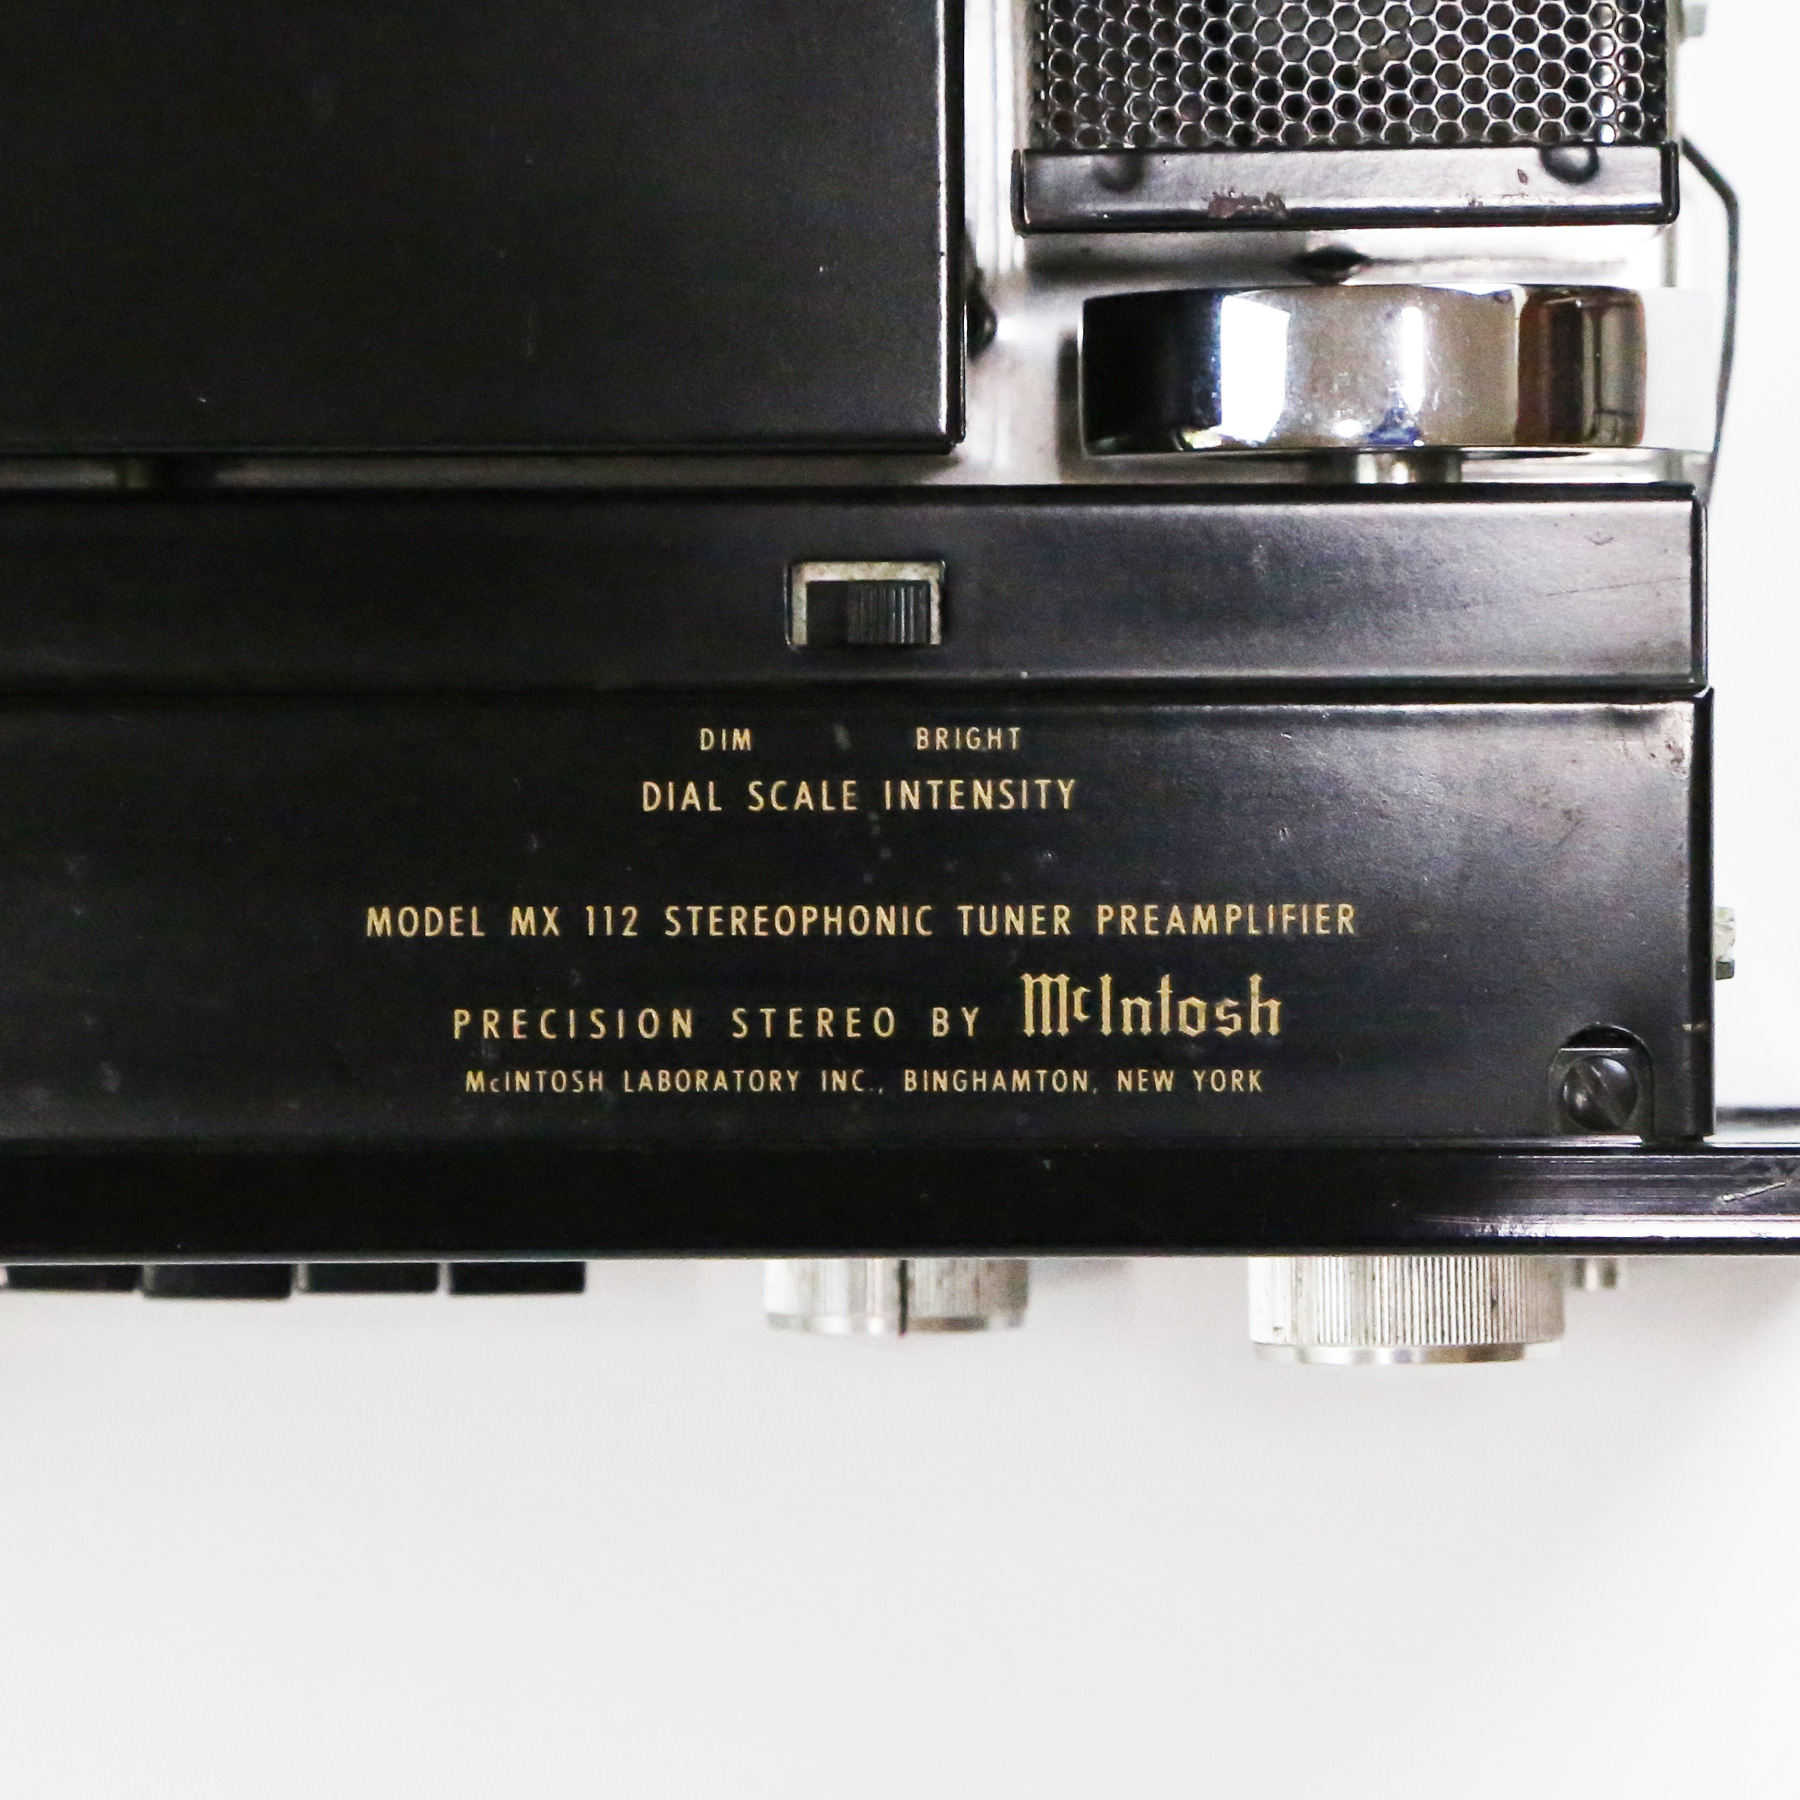 DIM BRIGHT
DIAL SCALE INTENSITY
MODEL MX 112 STEREOPHONIC TUNER PREAMPLIFIER
PRECISION STEREO BY McIntosh
McINTOSH LABORATORY INC., BINGHAMTON, NEW YORK